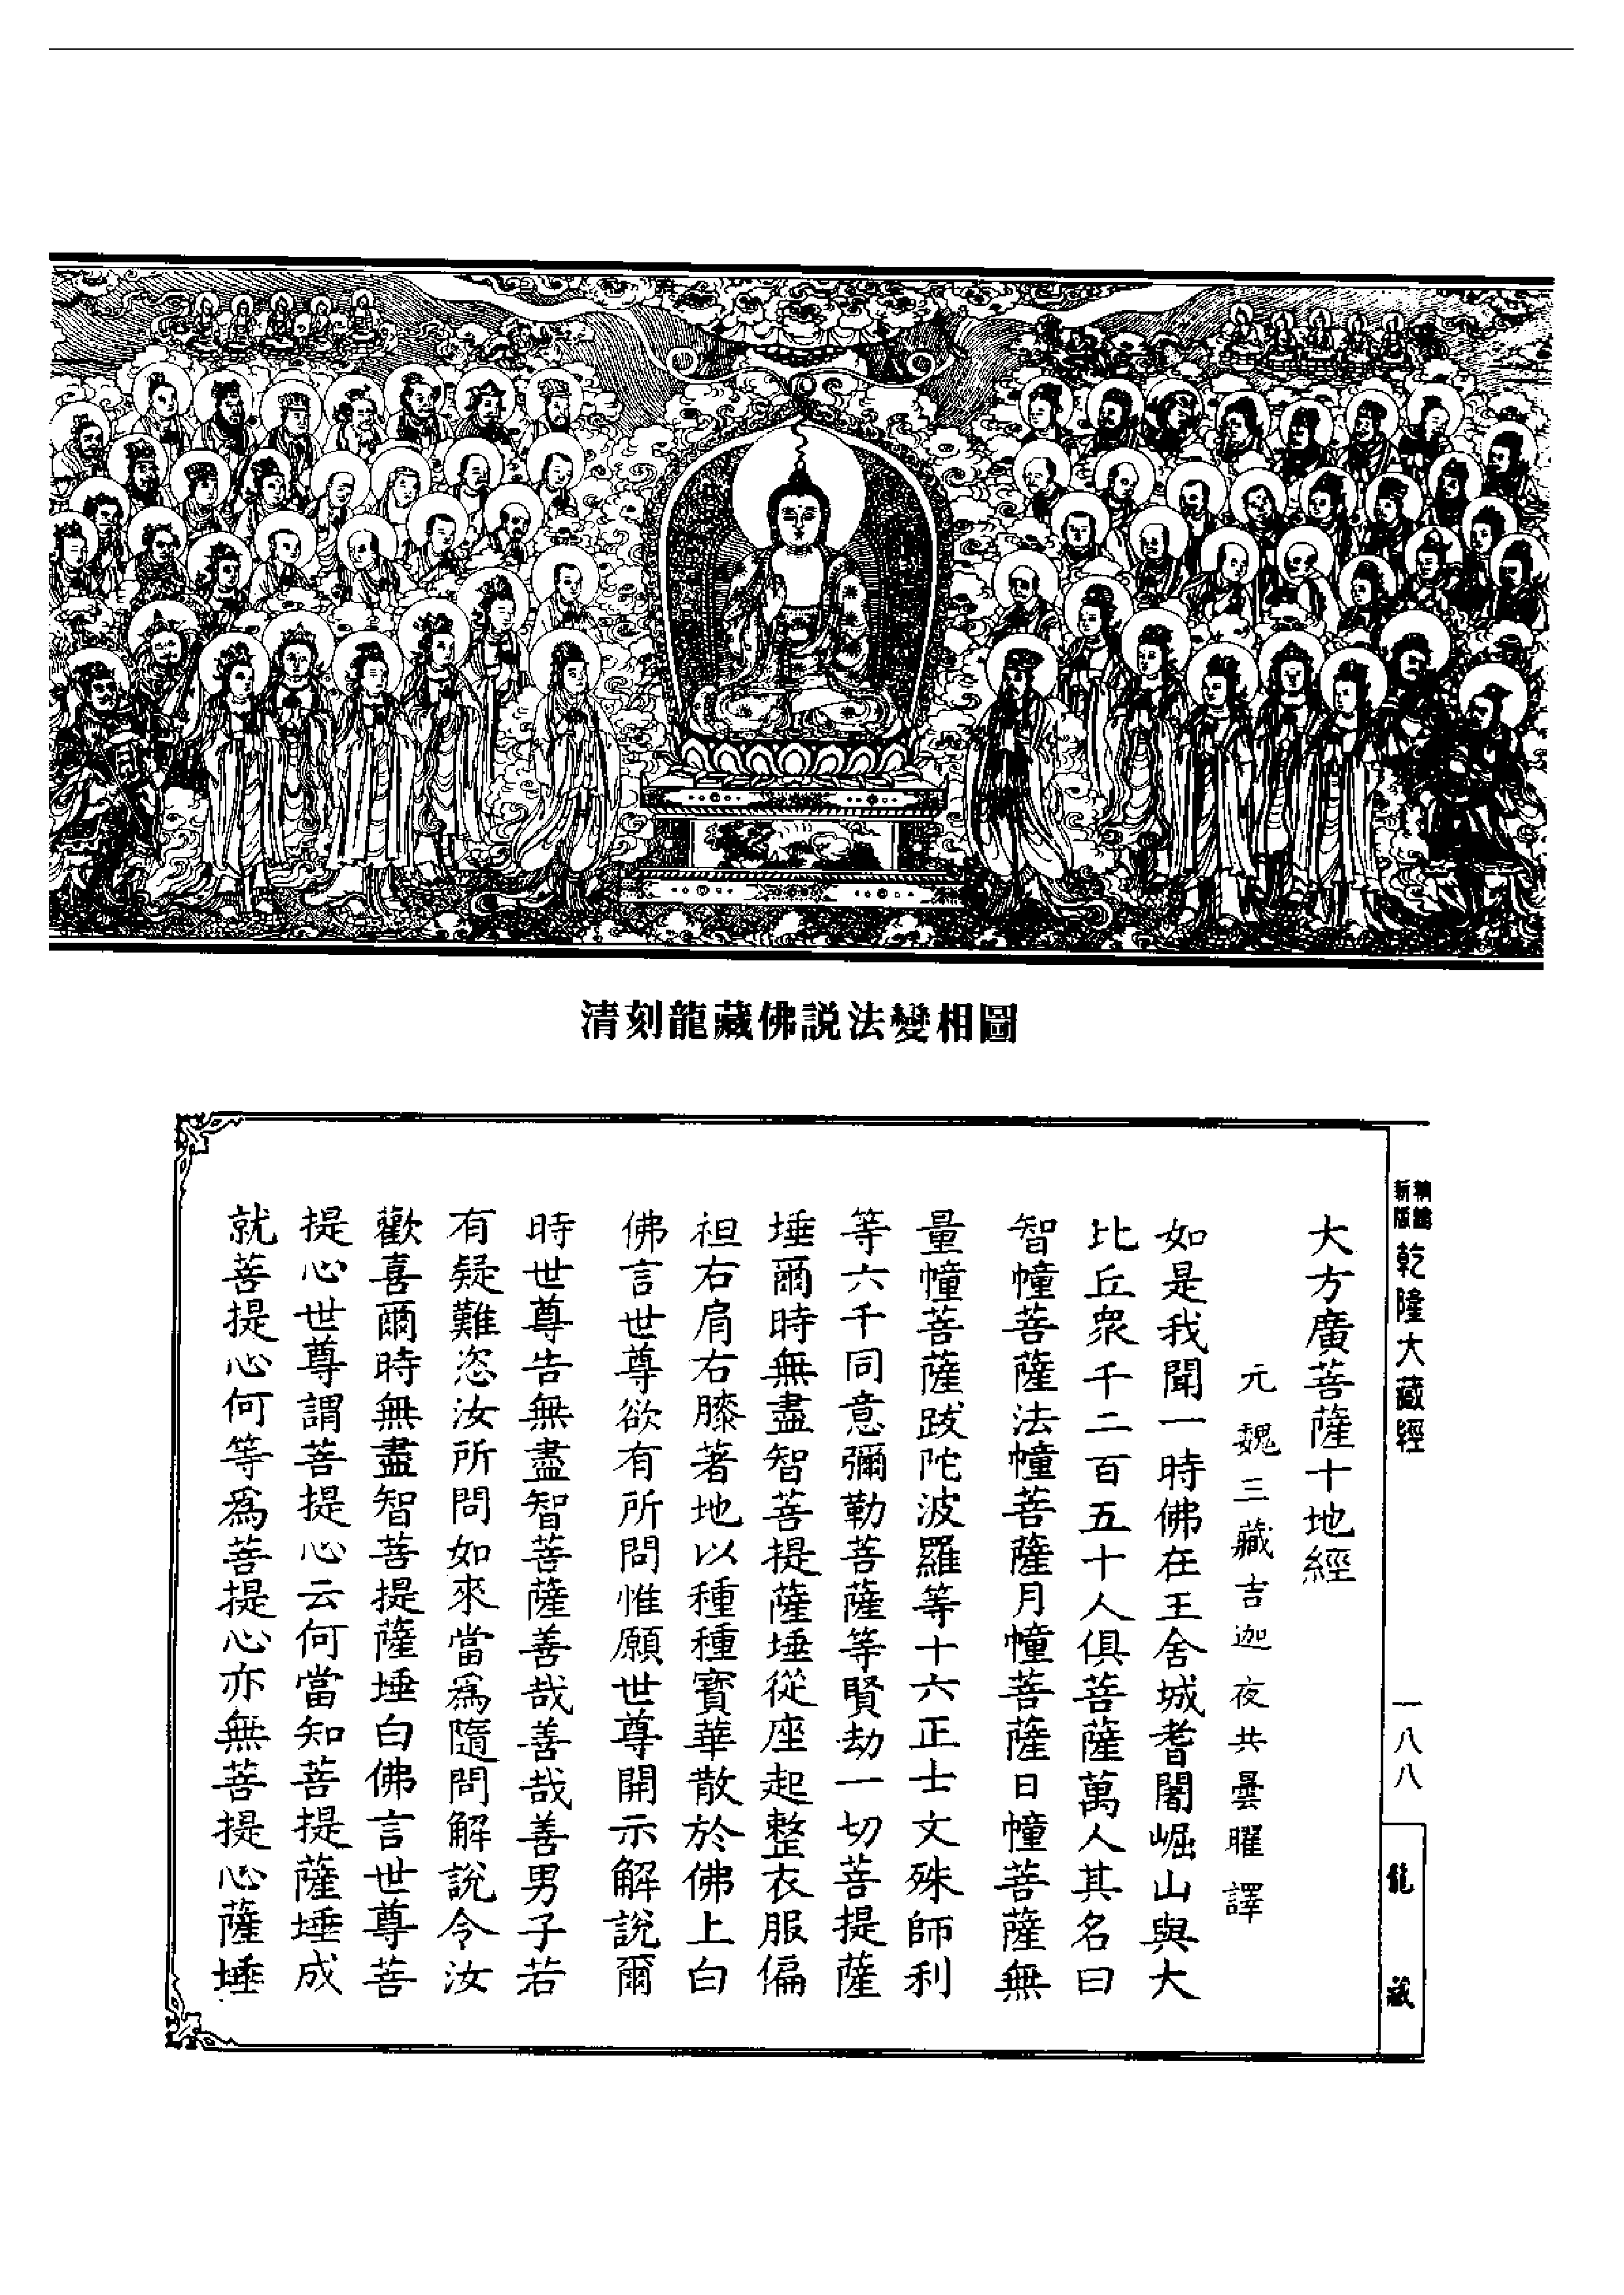 清刻龍藏佛説法變相圖
新版
乾隆大藏經
一八八
龍藏
大方廣菩薩十地經
元魏三藏吉迦夜共曇曜譯
如是我聞一時佛在王舍城耆闍崛山與大
比丘衆千二百五十人俱菩薩萬人其名曰
智幢菩薩法幢菩薩月幢菩薩日幢菩薩無
量幢菩薩跋陀波羅等十六正士文殊師利
等六千同意彌勒菩薩等賢劫一切菩提薩
埵爾時無盡智菩提薩埵從座起整衣服偏
袒右肩右膝著地以種種寶華散於佛上白
佛言世尊欲有所問惟願世尊開示解說爾
時世尊告無盡智菩薩善哉善哉善男子若
有疑難恣汝所問如來當爲隨問解說令汝
歡喜爾時無盡智菩提薩埵白佛言世尊菩
提心世尊謂菩提心云何當知菩提薩埵成
就菩提心何等爲菩提心亦無菩提心薩埵